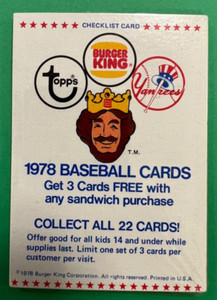 CHECKLIST CARD
BURGER
KING
Topps
Yankees
T.M.
1978 BASEBALL CARDS
Get 3 Cards FREE with
any sandwich purchase
COLLECT ALL 22 CARDS!
Offer good for all kids 14 and under while
supplies last. Limit one set of 3 cards per
customer per visit.
©1978 Burger King Corporation. All rights reserved. Printed in U.S.A.